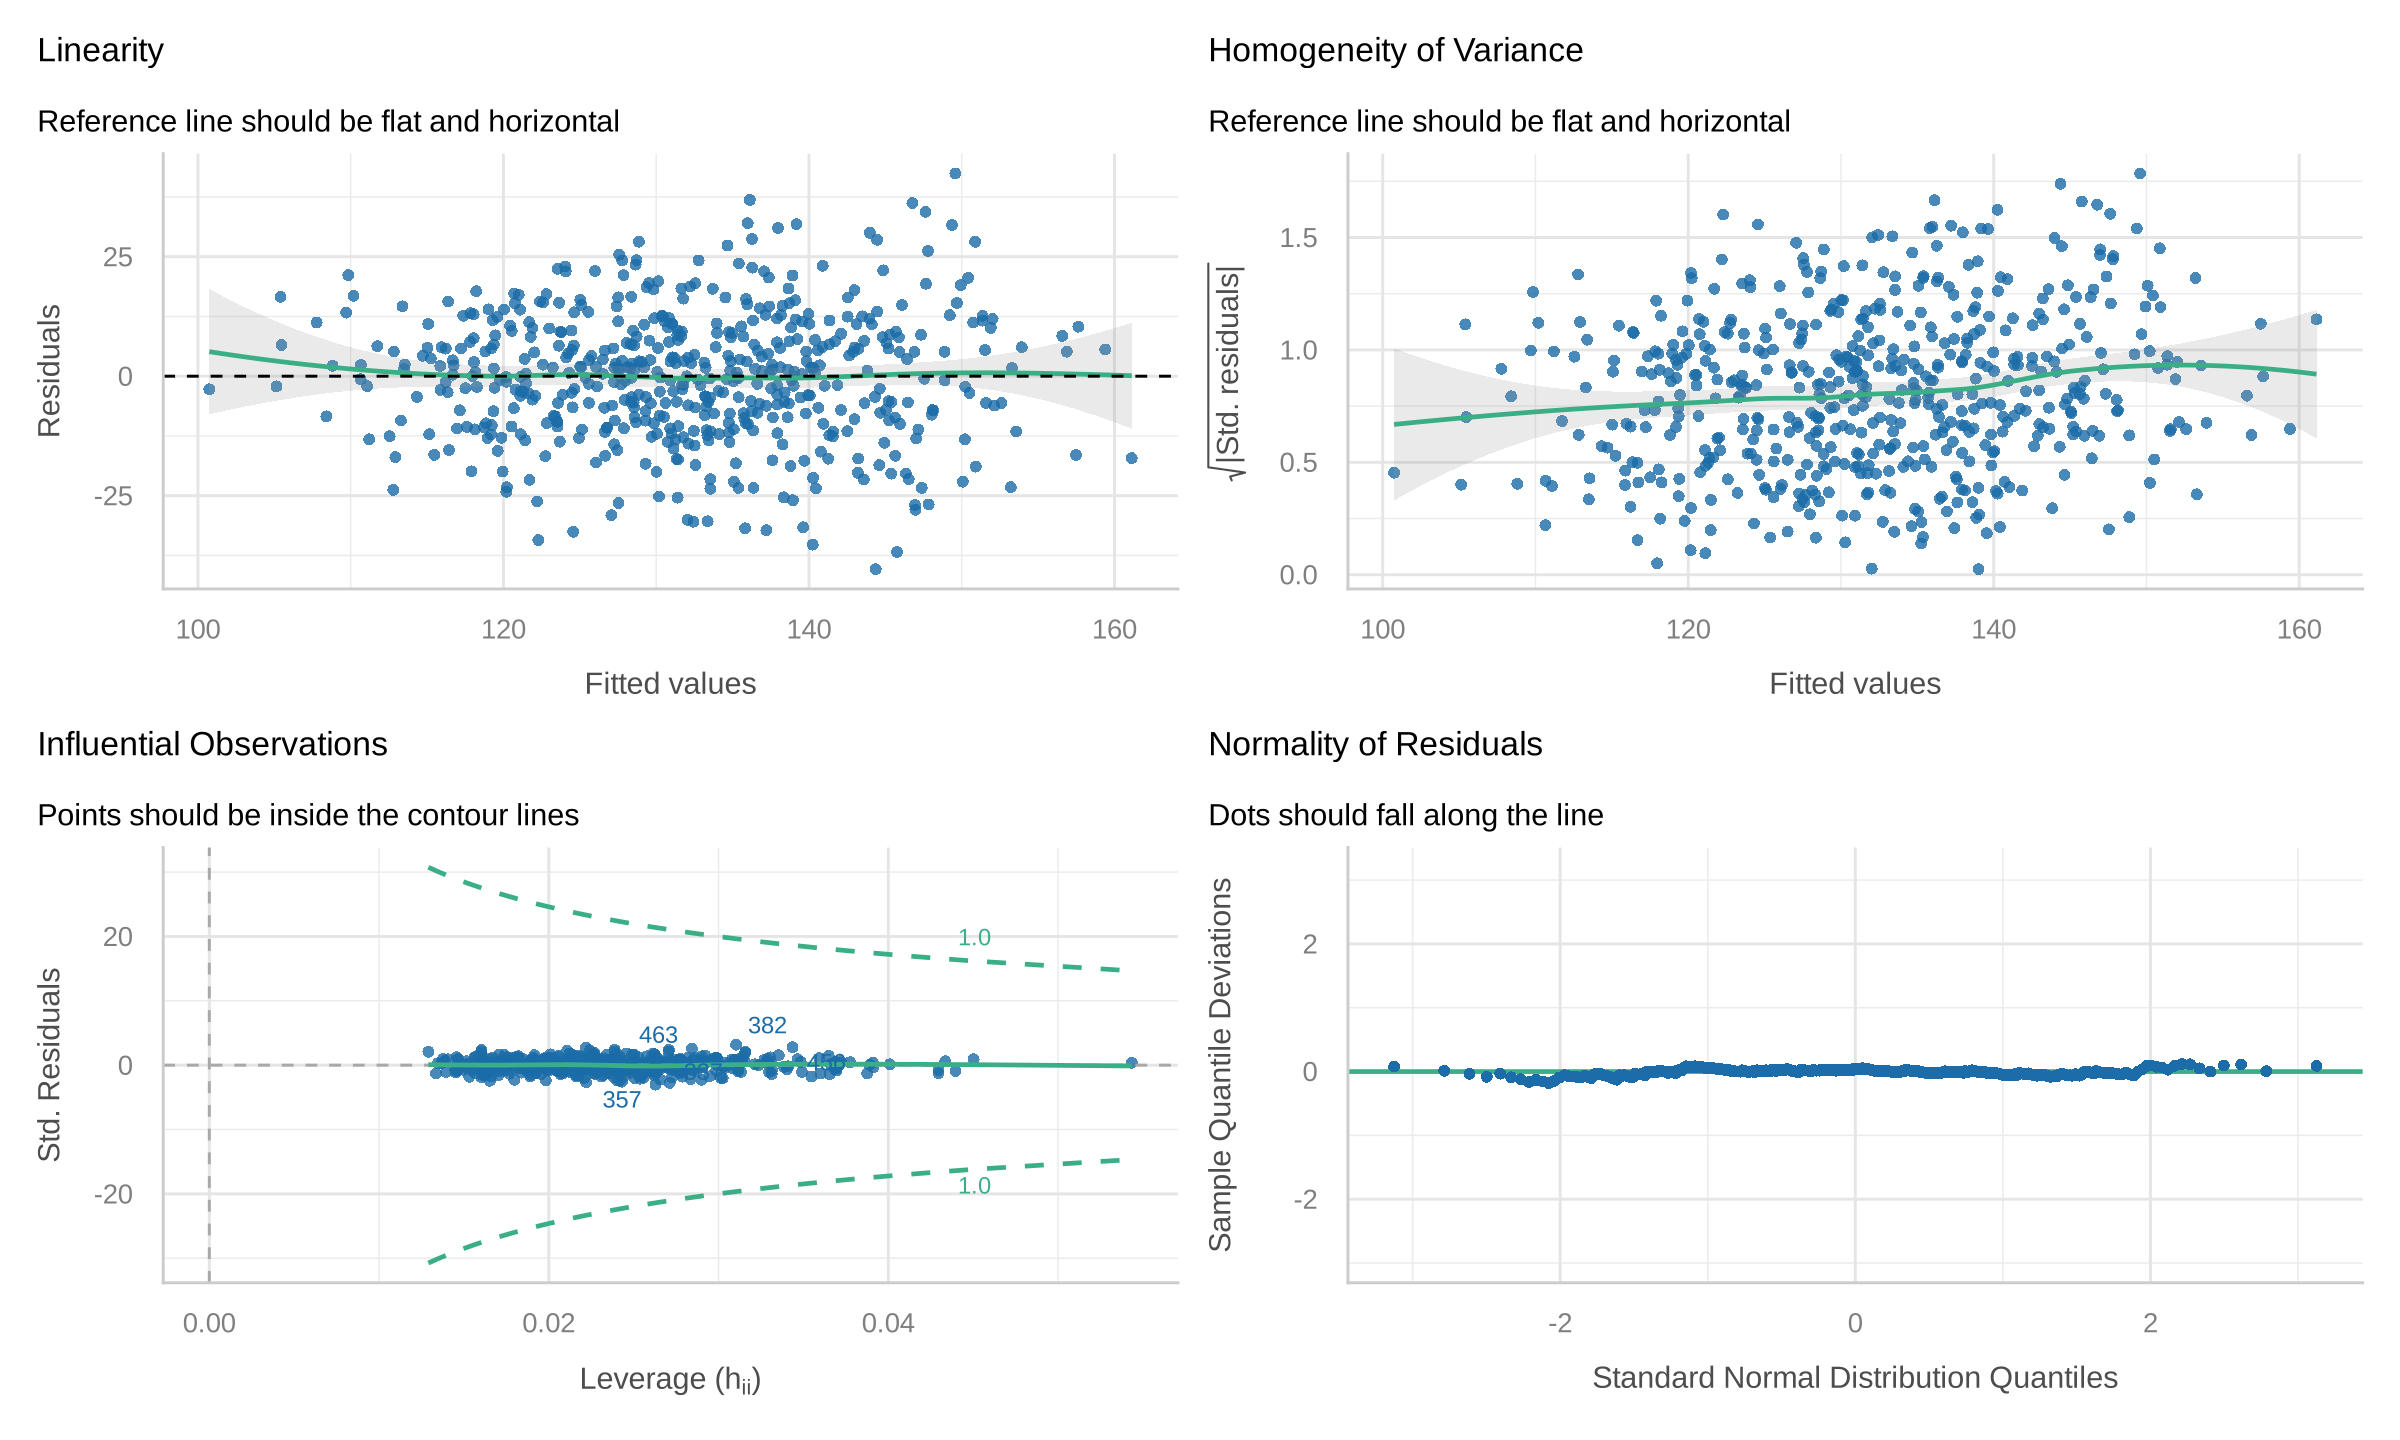 Linearity
Reference line should be flat and horizontal
Residuals
25
0
-25
100 120 140 160
Fitted values
Homogeneity of Variance
Reference line should be flat and horizontal
√|Std. residuals|
1.5
1.0
0.5
0.0
100 120 140 160
Fitted values
Influential Observations
Points should be inside the contour lines
Std. Residuals
20
0
-20
1.0
463
382
357
1.0
0.00 0.02 0.04
Leverage (hii)
Normality of Residuals
Dots should fall along the line
Sample Quantile Deviations
2
0
-2
-2 0 2
Standard Normal Distribution Quantiles